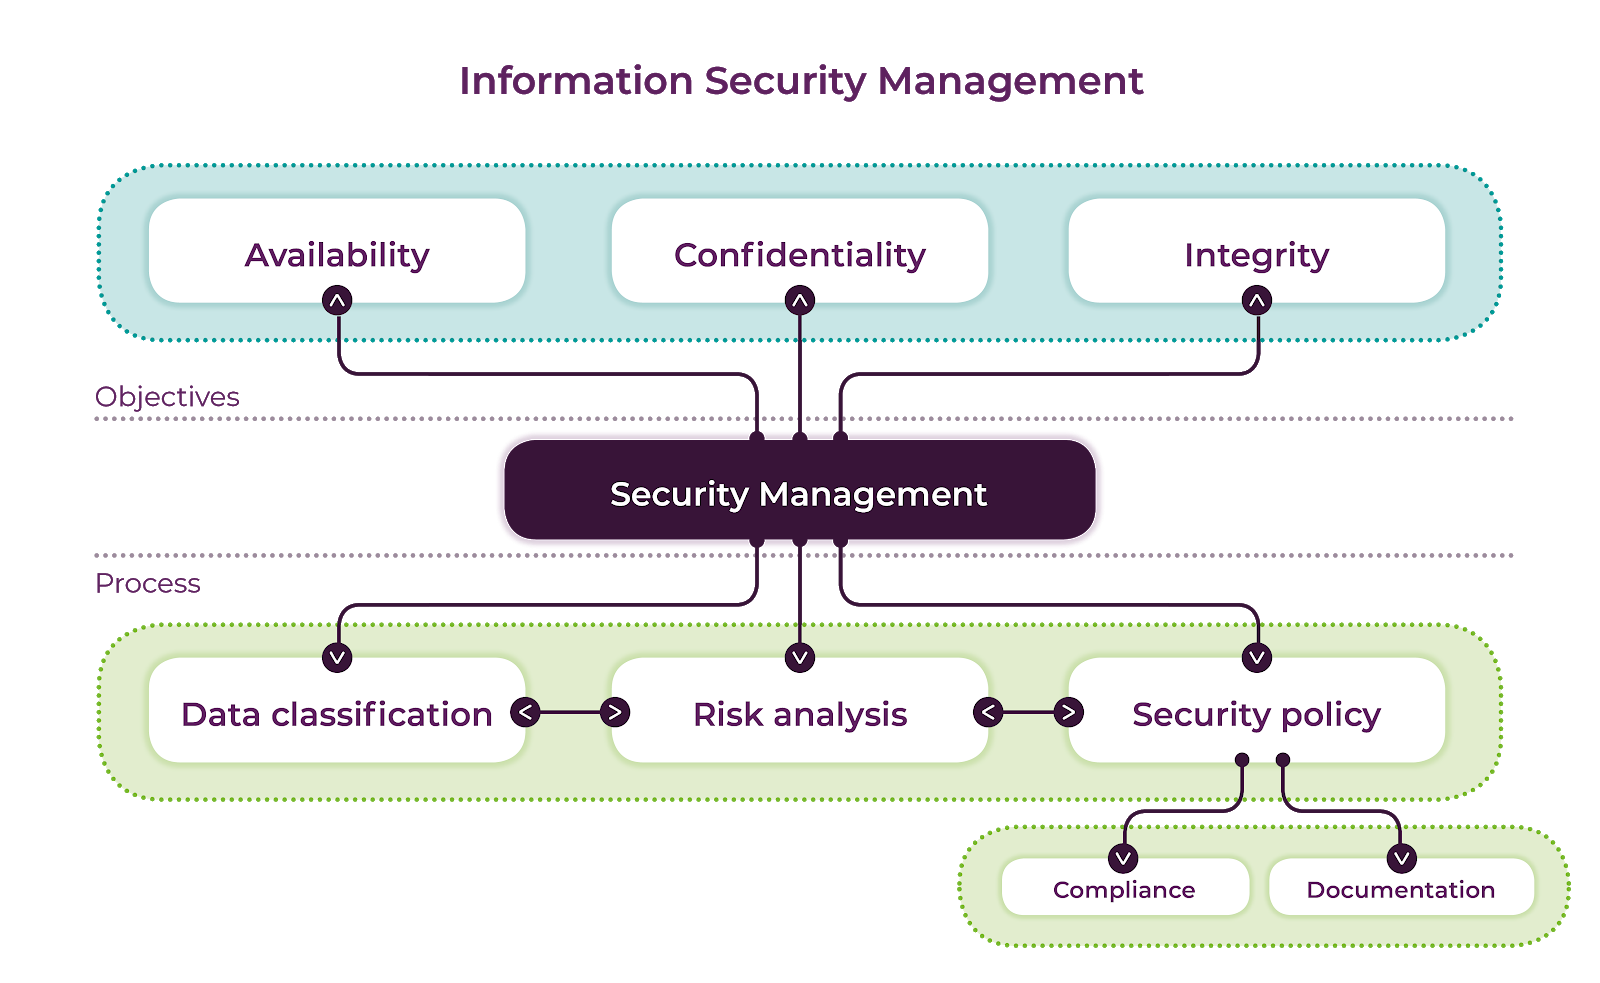 Information Security Management
Availability
Confidentiality
Integrity
Objectives
Security Management
Process
Data classification
Risk analysis
Security policy
Compliance
Documentation